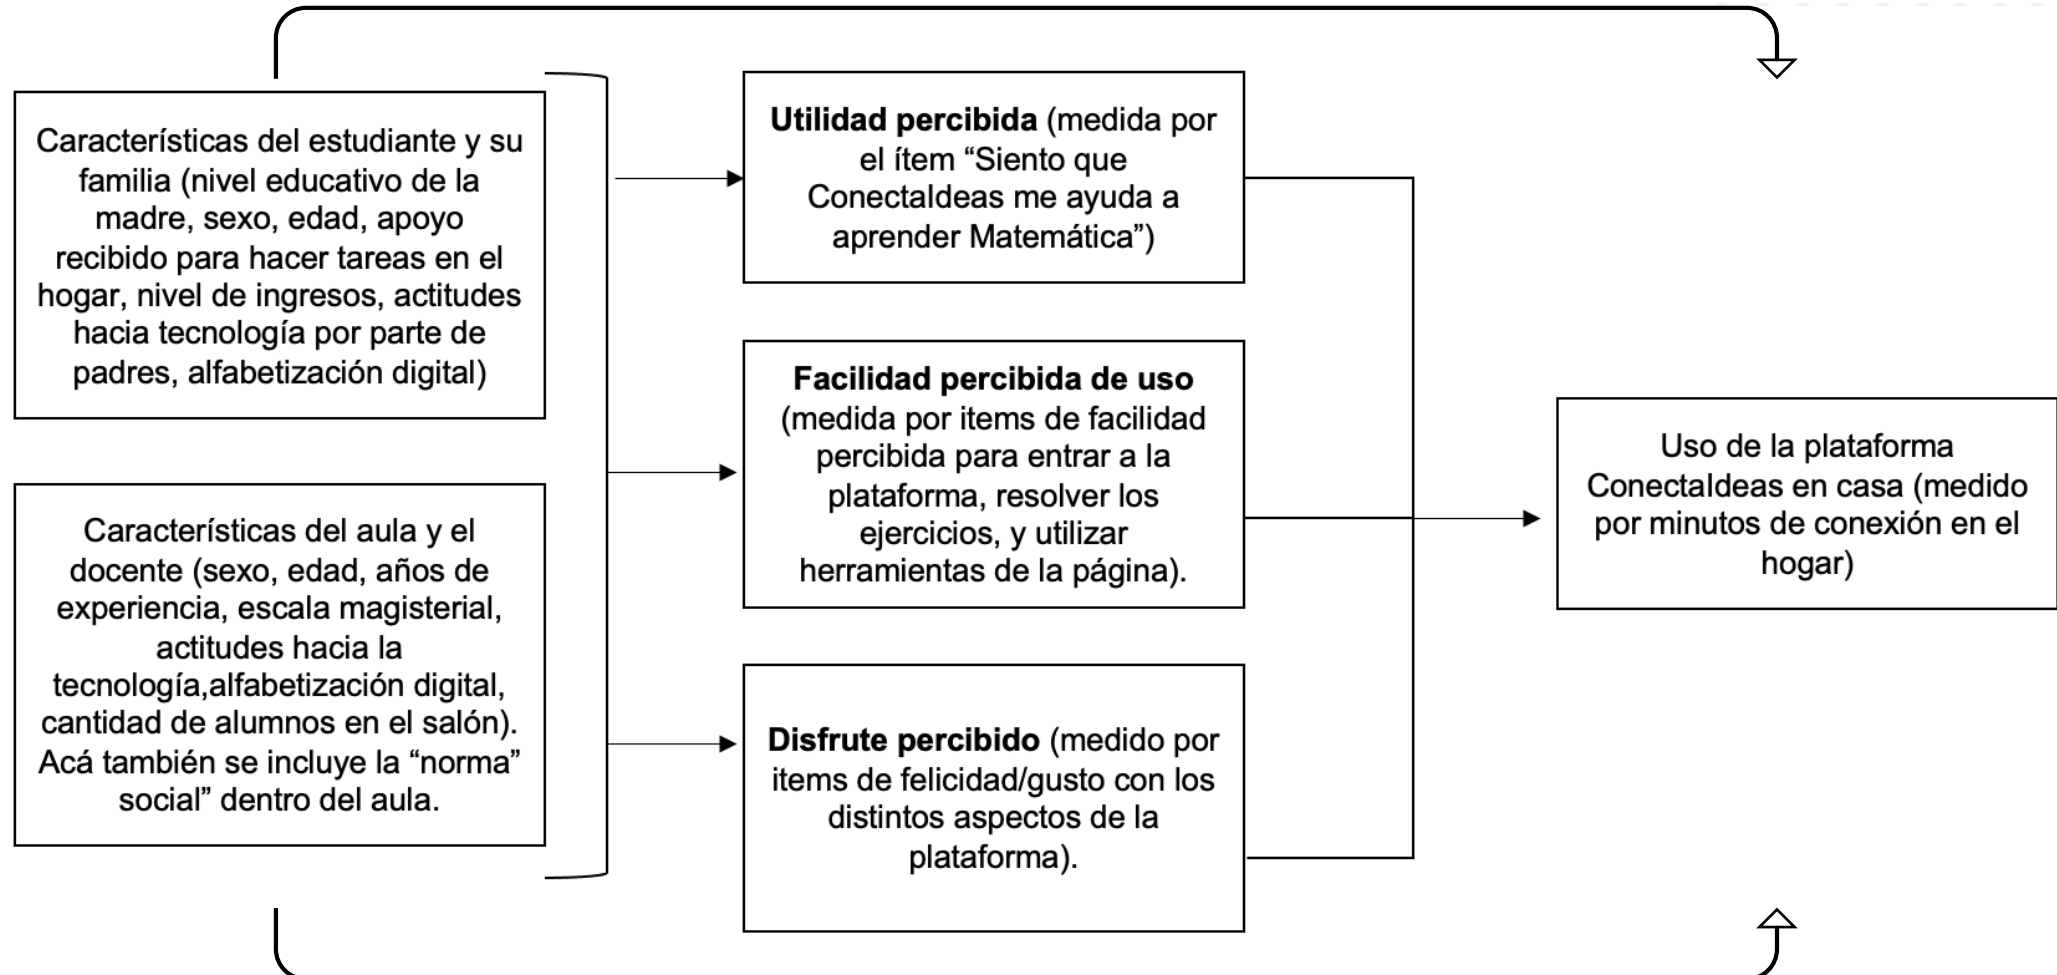 Características del estudiante y su
familia (nivel educativo de la
madre, sexo, edad, apoyo
recibido para hacer tareas en el
hogar, nivel de ingresos, actitudes
hacia tecnología por parte de
padres, alfabetización digital)
Características del aula y el
docente (sexo, edad, años de
experiencia, escala magisterial,
actitudes hacia la
tecnología,alfabetización digital,
cantidad de alumnos en el salón).
Acá también se incluye la “norma”
social” dentro del aula.
Utilidad percibida (medida por
el ítem “Siento que
ConectaIdeas me ayuda a
aprender Matemática”)
Facilidad percibida de uso
(medida por items de facilidad
percibida para entrar a la
plataforma, resolver los
ejercicios, y utilizar
herramientas de la página).
Disfrute percibido (medido por
items de felicidad/gusto con los
distintos aspectos de la
plataforma).
Uso de la plataforma
ConectaIdeas en casa (medido
por minutos de conexión en el
hogar)